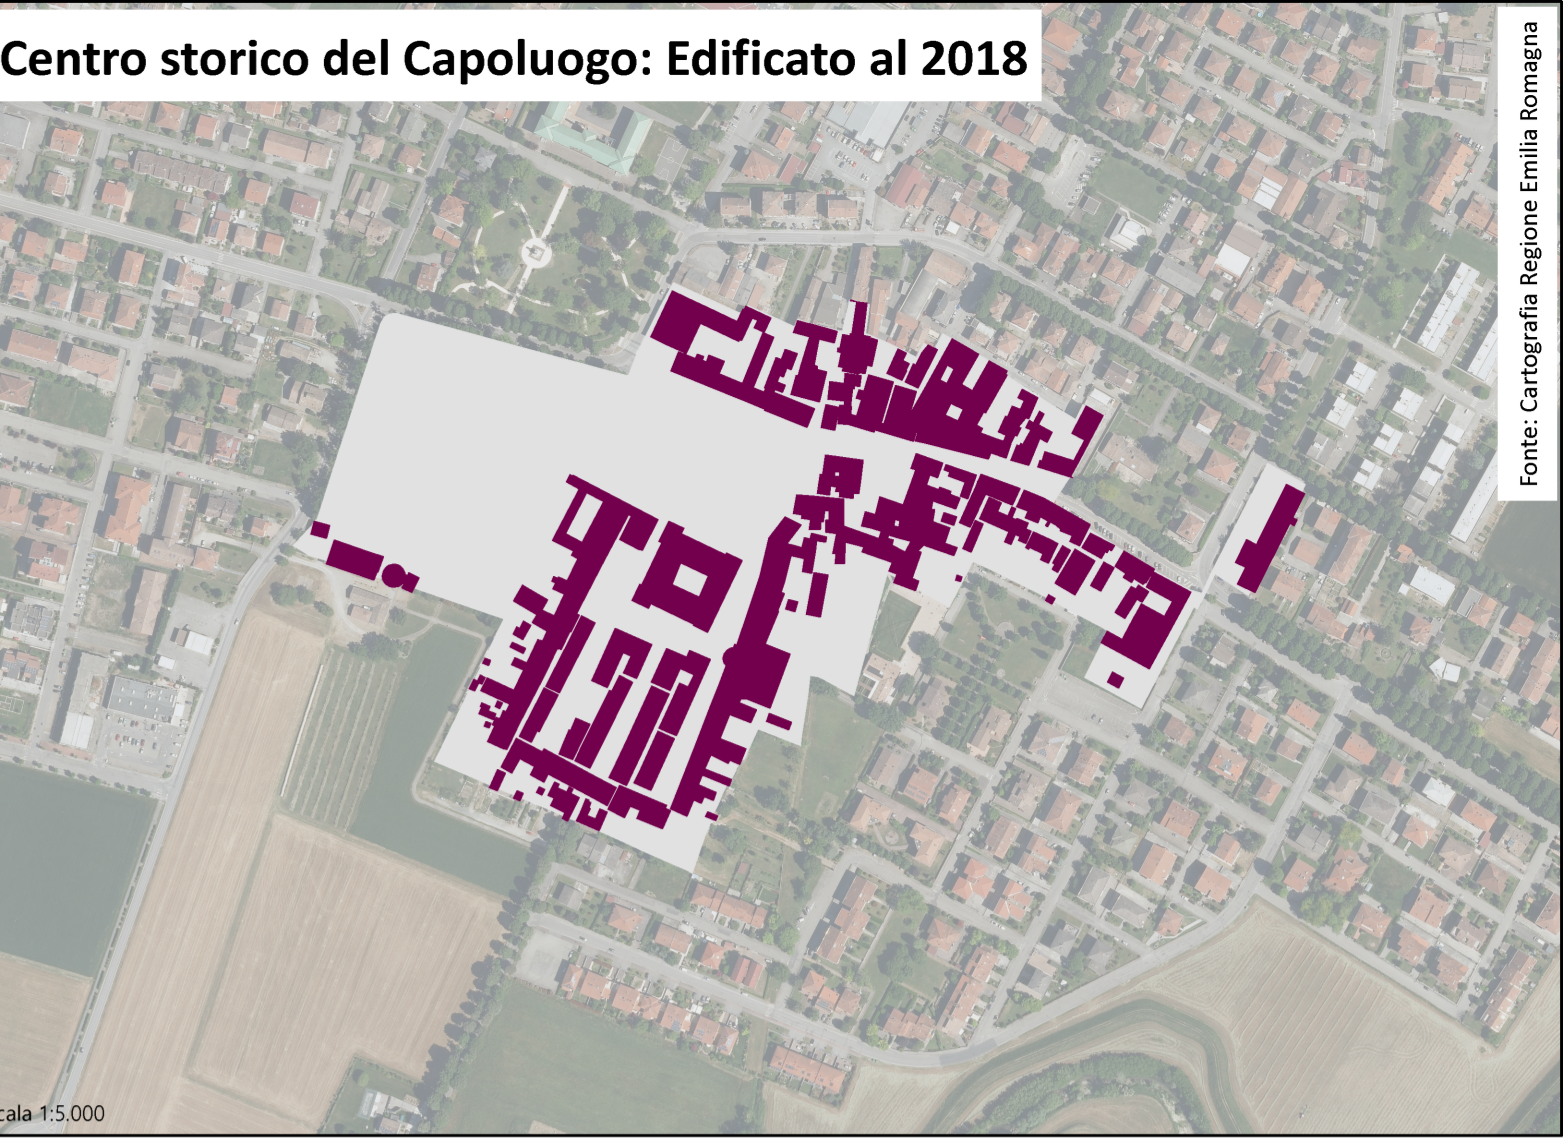 Centro storico del Capoluogo: Edificato al 2018
Fonte: Cartografia Regione Emilia Romagna
cala 1:5.000